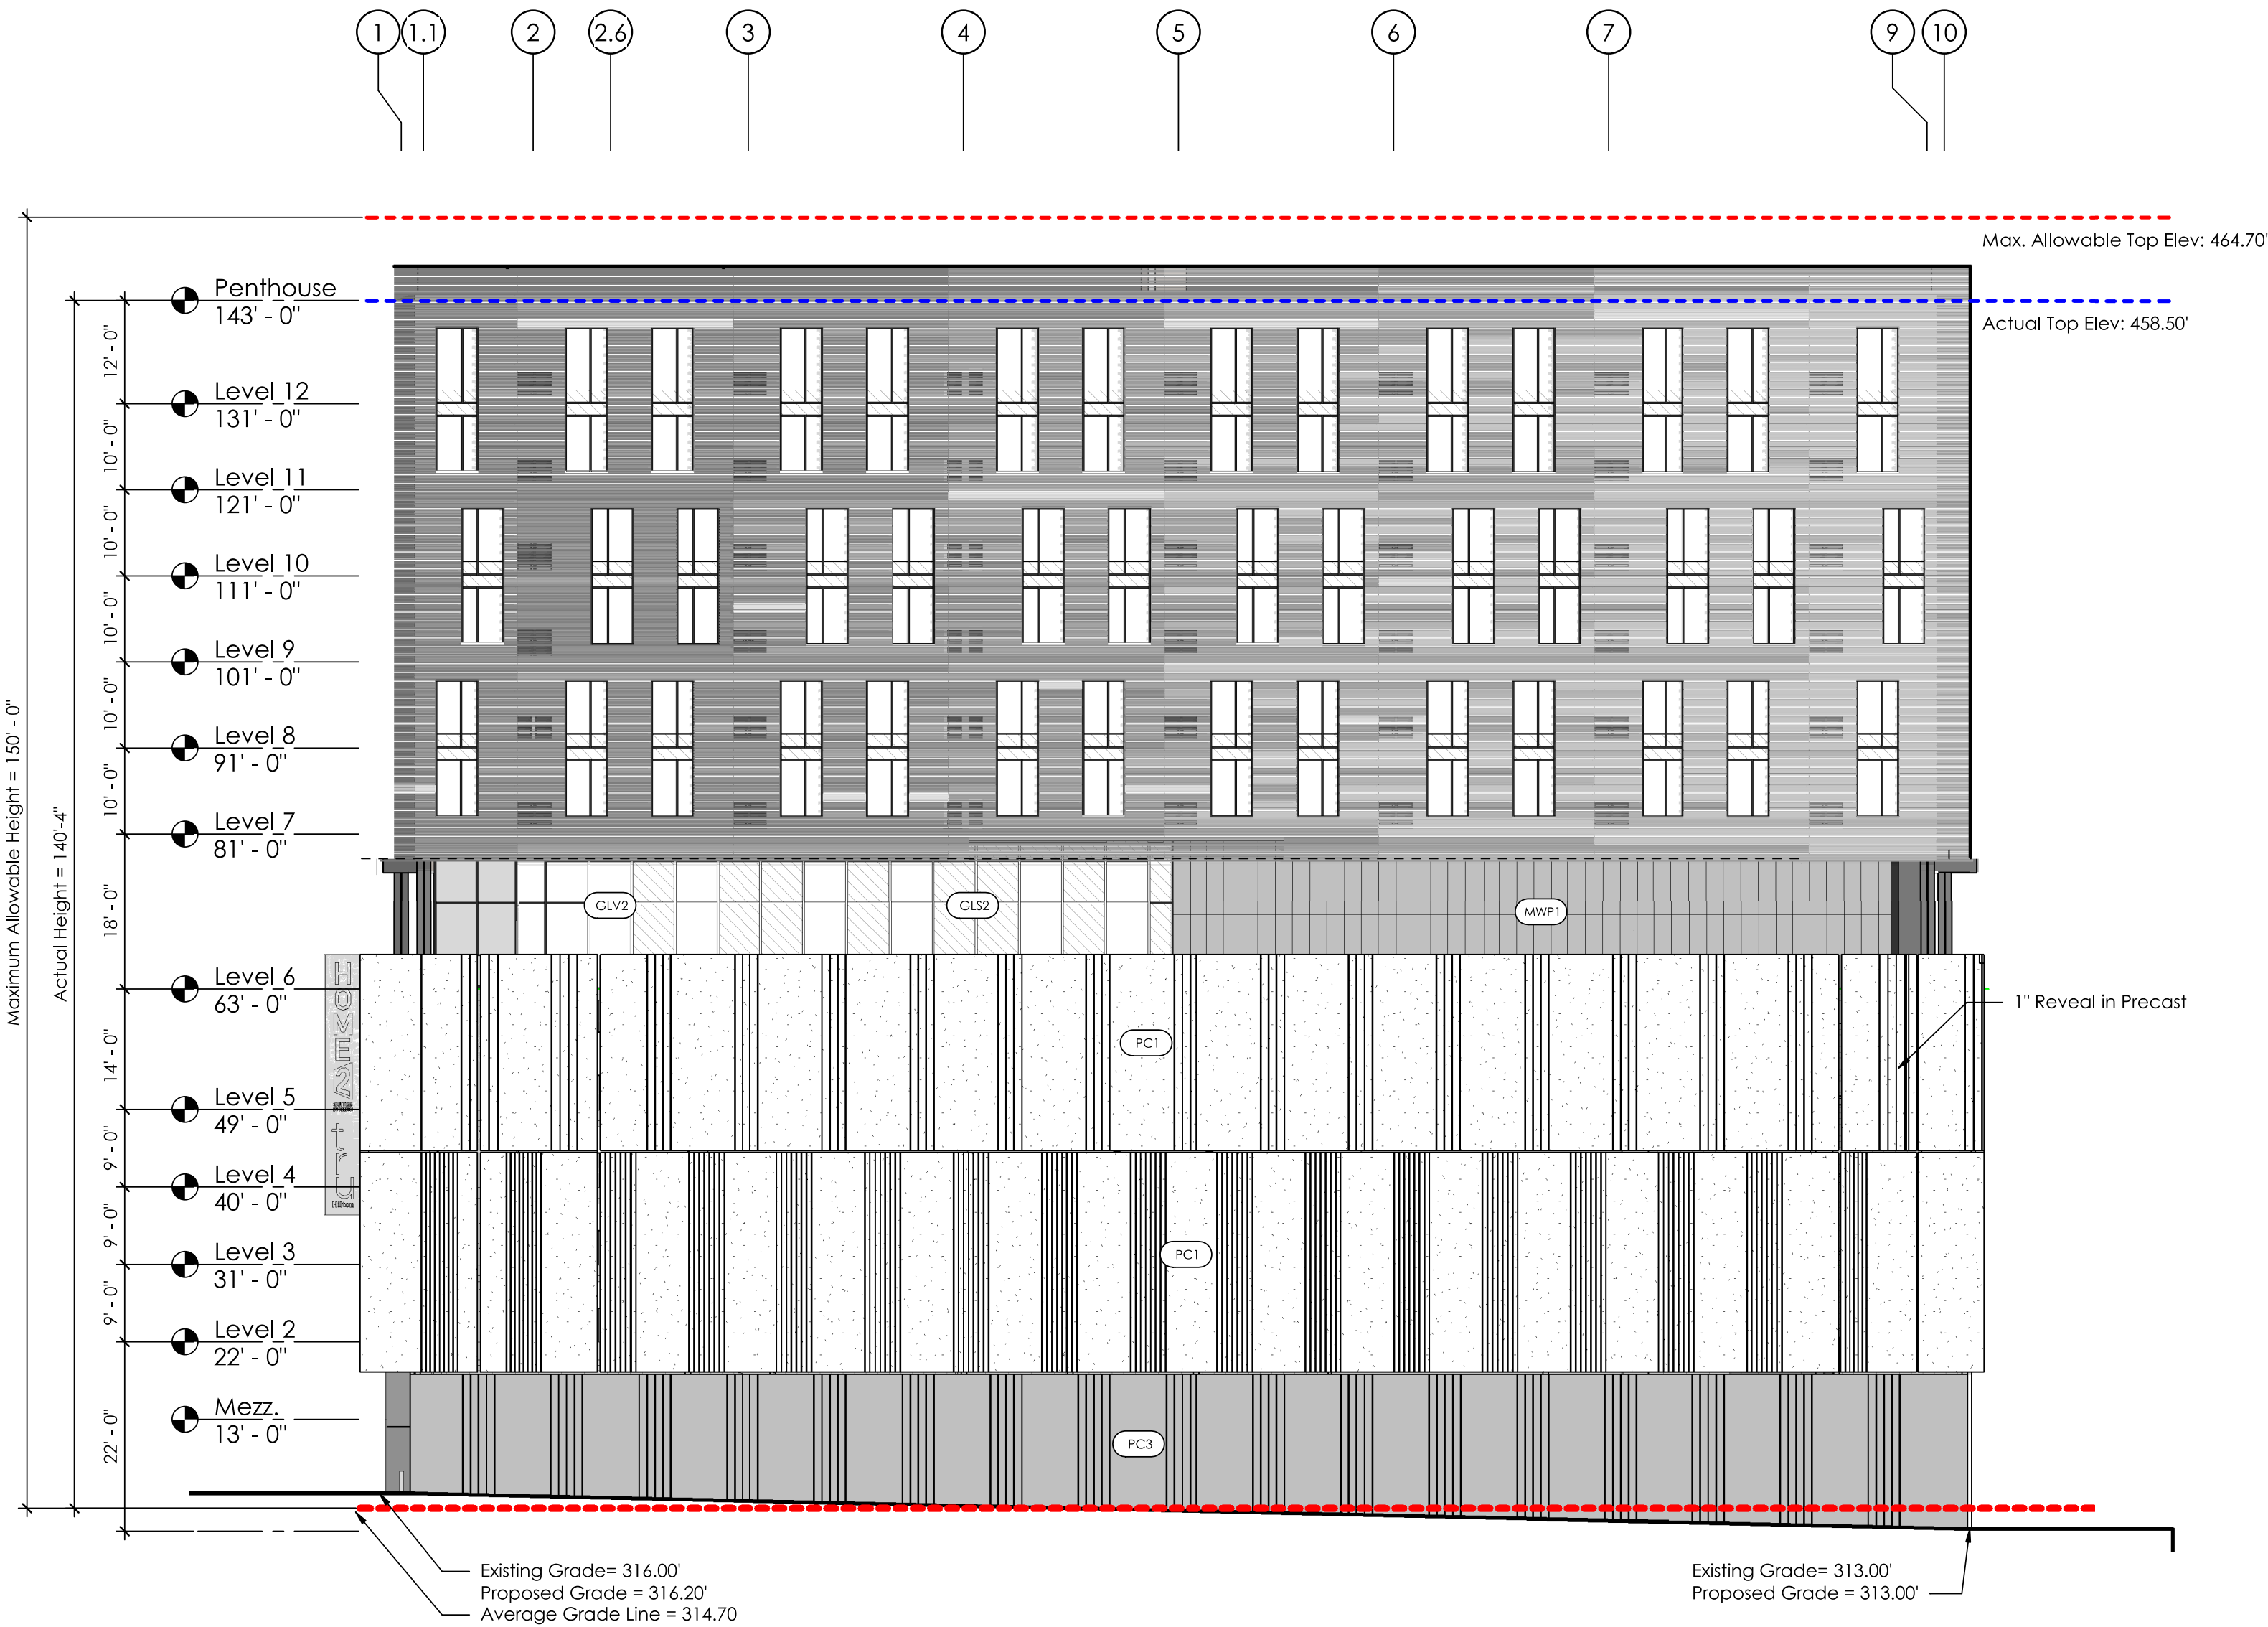 1
1.1
2
2.6
3
4
5
6
7
9
10
Max. Allowable Top Elev: 464.70'
Actual Top Elev: 458.50'
Penthouse
143' - 0"
Level 12
131' - 0"
Level 11
121' - 0"
Level 10
111' - 0"
Level 9
101' - 0"
Level 8
91' - 0"
Level 7
81' - 0"
Level 6
63' - 0"
Level 5
49' - 0"
Level 4
40' - 0"
Level 3
31' - 0"
Level 2
22' - 0"
Mezz.
13' - 0"
12' - 0"
10' - 0"
10' - 0"
10' - 0"
10' - 0"
10' - 0"
18' - 0"
14' - 0"
9' - 0"
9' - 0"
9' - 0"
22' - 0"
Maximum Allowable Height = 150' - 0"
Actual Height = 140'-4"
GLV2
GLS2
MWP1
HOME2
tru
Hilton
PC1
1" Reveal in Precast
PC1
PC3
Existing Grade= 316.00'
Proposed Grade = 316.20'
Average Grade Line = 314.70
Existing Grade= 313.00'
Proposed Grade = 313.00'